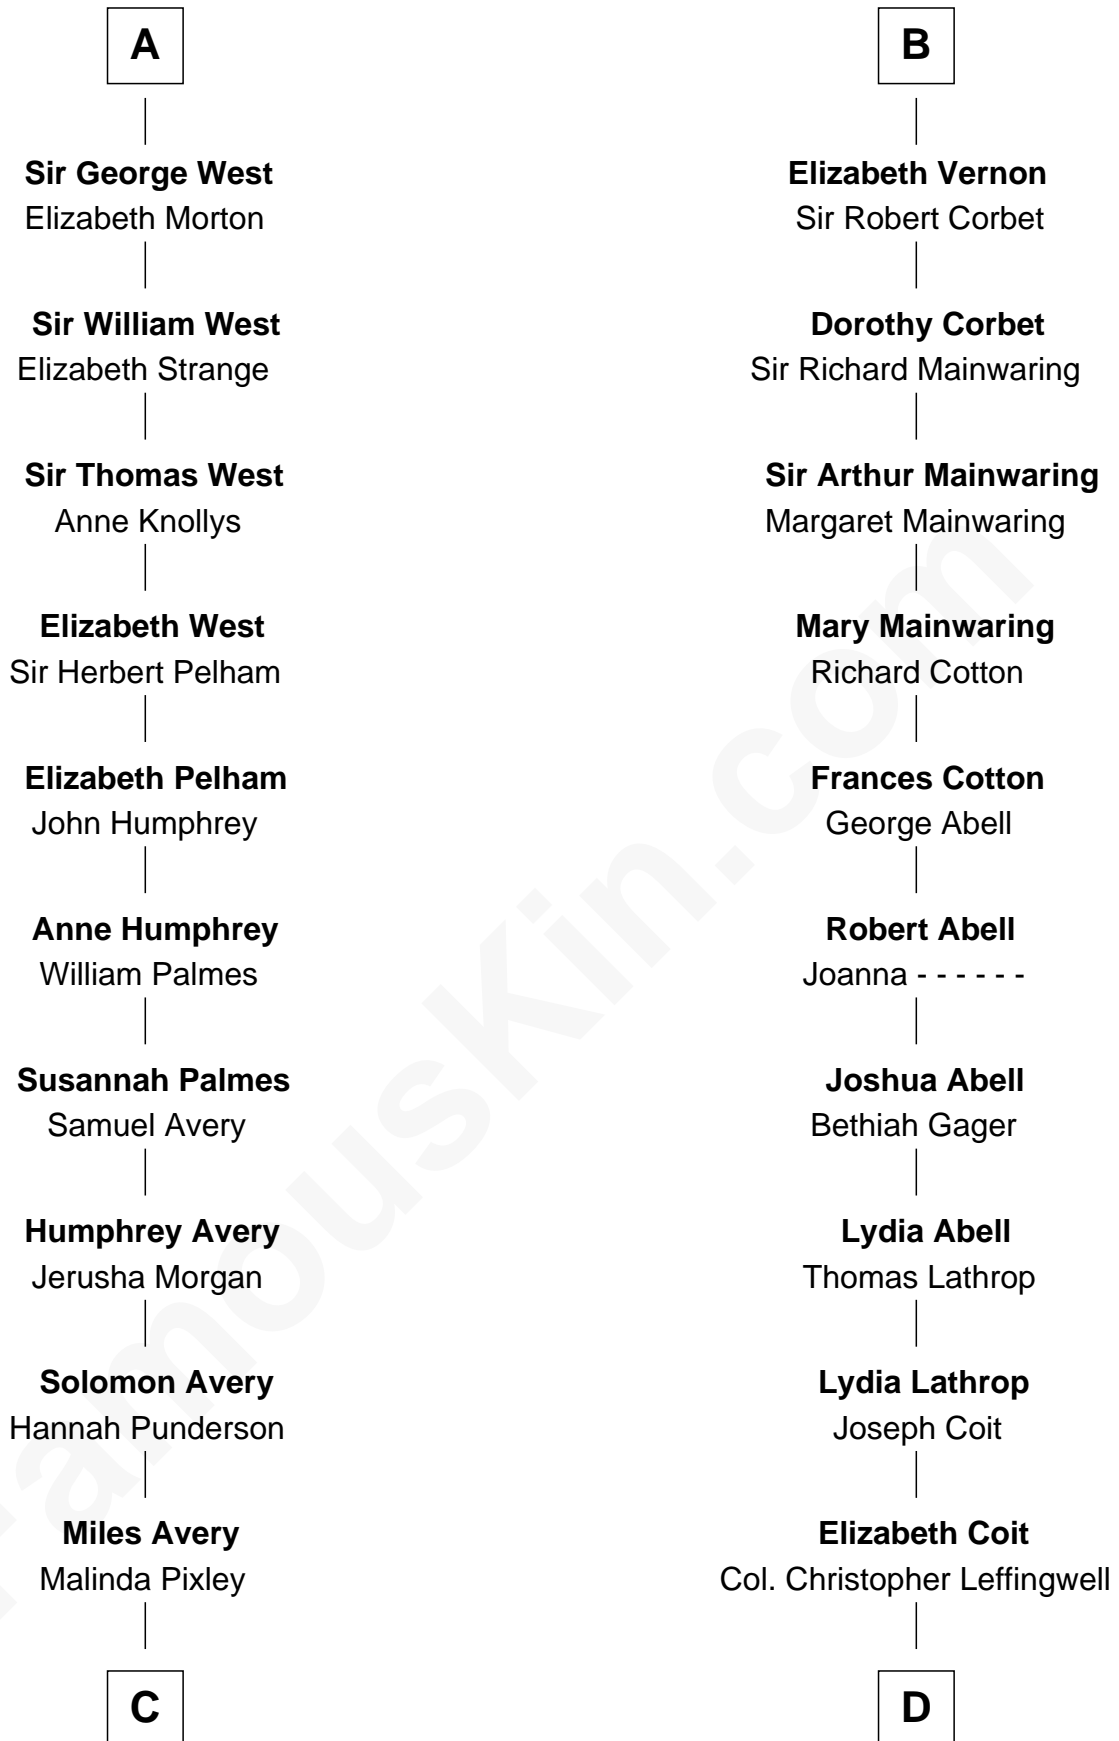 A
Sir George West
Elizabeth Morton
Sir William West
Elizabeth Strange
Sir Thomas West
Anne Knollys
Elizabeth West
Sir Herbert Pelham
Elizabeth Pelham
John Humphrey
Anne Humphrey
William Palmes
Susannah Palmes
Samuel Avery
Humphrey Avery
Jerusha Morgan
Solomon Avery
Hannah Punderson
Miles Avery
Malinda Pixley
C
B
Elizabeth Vernon
Sir Robert Corbet
Dorothy Corbet
Sir Richard Mainwaring
Sir Arthur Mainwaring
Margaret Mainwaring
Mary Mainwaring
Richard Cotton
Frances Cotton
George Abell
Robert Abell
Joanna - - - - - -
Joshua Abell
Bethiah Gager
Lydia Abell
Thomas Lathrop
Lydia Lathrop
Joseph Coit
Elizabeth Coit
Col. Christopher Leffingwell
D
FamousKin.com